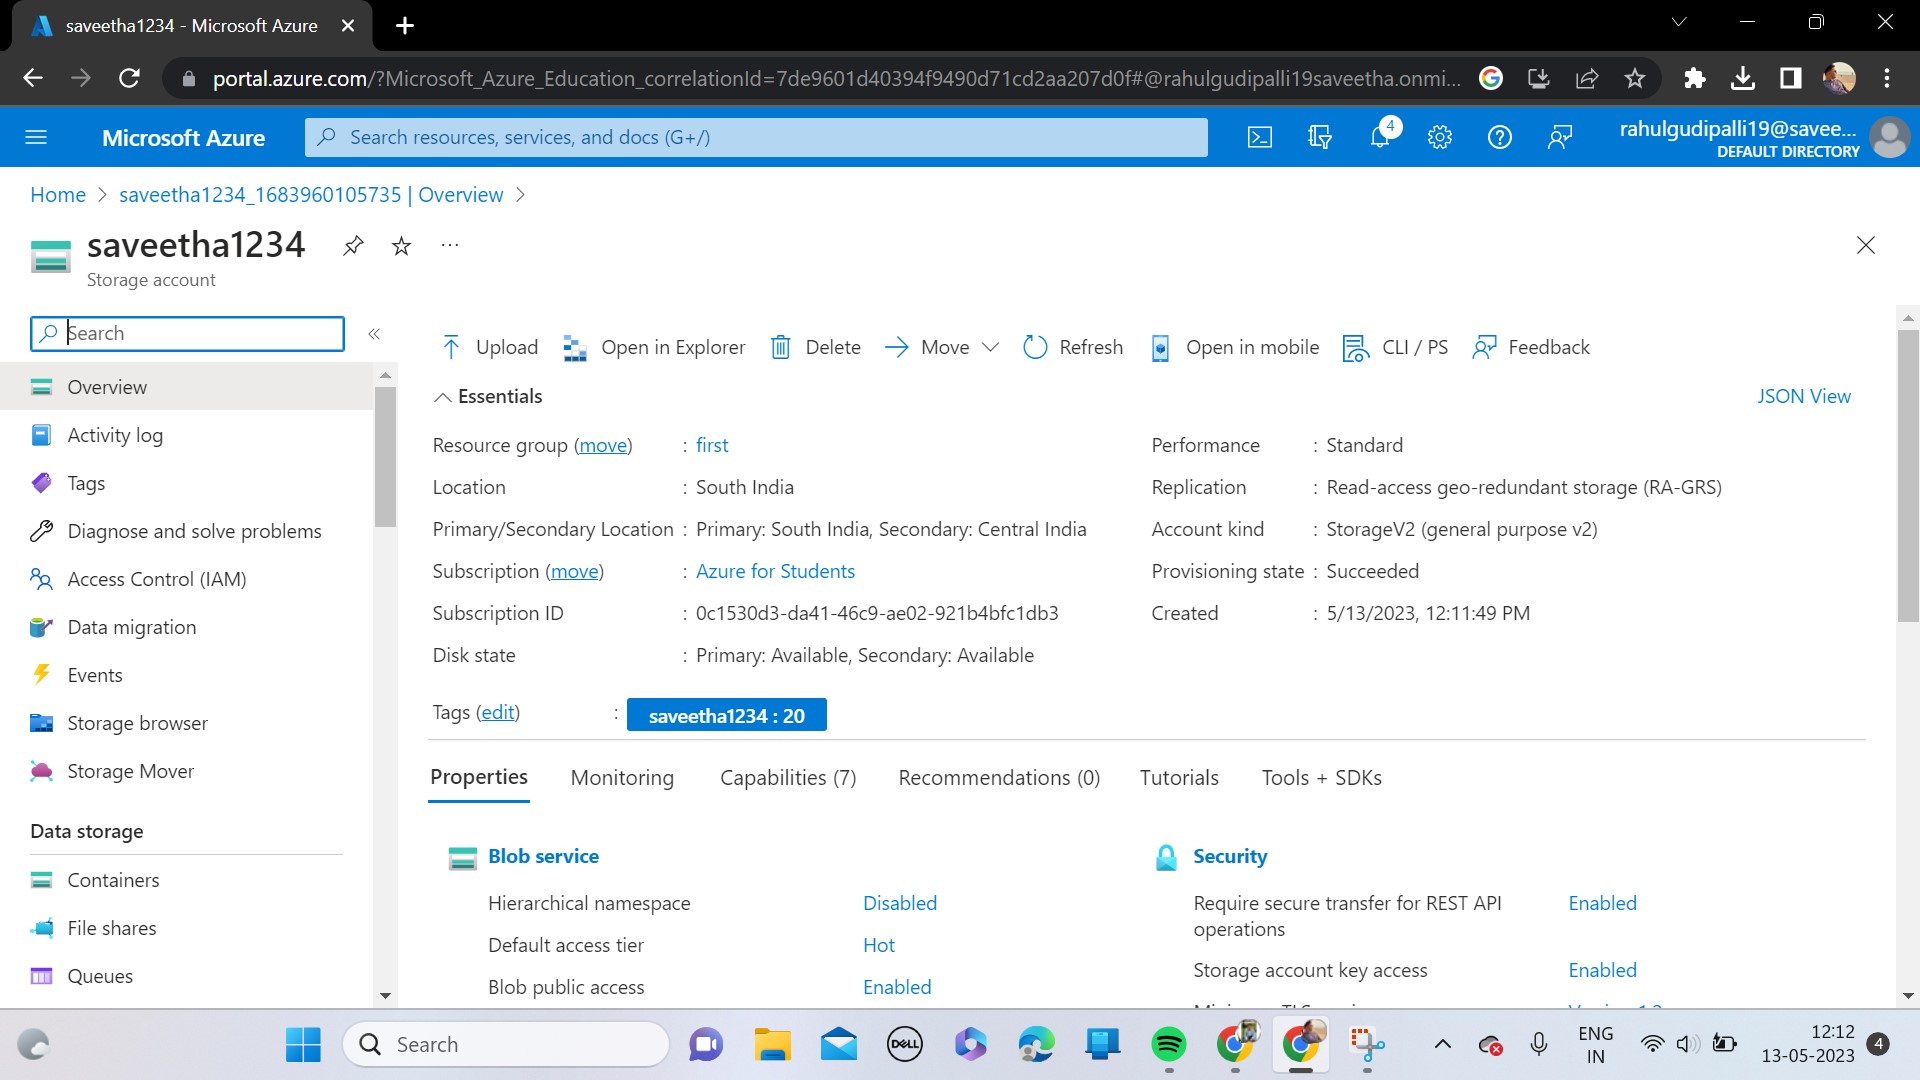 saveetha1234 - Microsoft Azure
portal.azure.com/?Microsoft_Azure_Education_correlationId=7de9601d40394f9490d71cd2aa207d0f#@rahulgudipalli19saveetha.onmi...
Microsoft Azure
Search resources, services, and docs (G+/)
4
rahulgudipalli19@savee...
DEFAULT DIRECTORY
Home > saveetha1234_1683960105735 | Overview >
saveetha1234
Storage account
Search
Upload Open in Explorer Delete Move Refresh Open in mobile CLI / PS Feedback
Overview
Activity log
Tags
Diagnose and solve problems
Access Control (IAM)
Data migration
Events
Storage browser
Storage Mover
Data storage
Containers
File shares
Queues
Essentials
JSON View
Resource group (move) : first
Location : South India
Primary/Secondary Location : Primary: South India, Secondary: Central India
Subscription (move) : Azure for Students
Subscription ID : 0c1530d3-da41-46c9-ae02-921b4bfc1db3
Disk state : Primary: Available, Secondary: Available
Performance : Standard
Replication : Read-access geo-redundant storage (RA-GRS)
Account kind : StorageV2 (general purpose v2)
Provisioning state : Succeeded
Created : 5/13/2023, 12:11:49 PM
Tags (edit) : saveetha1234 : 20
Properties Monitoring Capabilities (7) Recommendations (0) Tutorials Tools + SDKs
Blob service
Hierarchical namespace Disabled
Default access tier Hot
Blob public access Enabled
Security
Require secure transfer for REST API operations Enabled
Storage account key access Enabled
Search
DELL
ENG
IN
12:12
13-05-2023
4